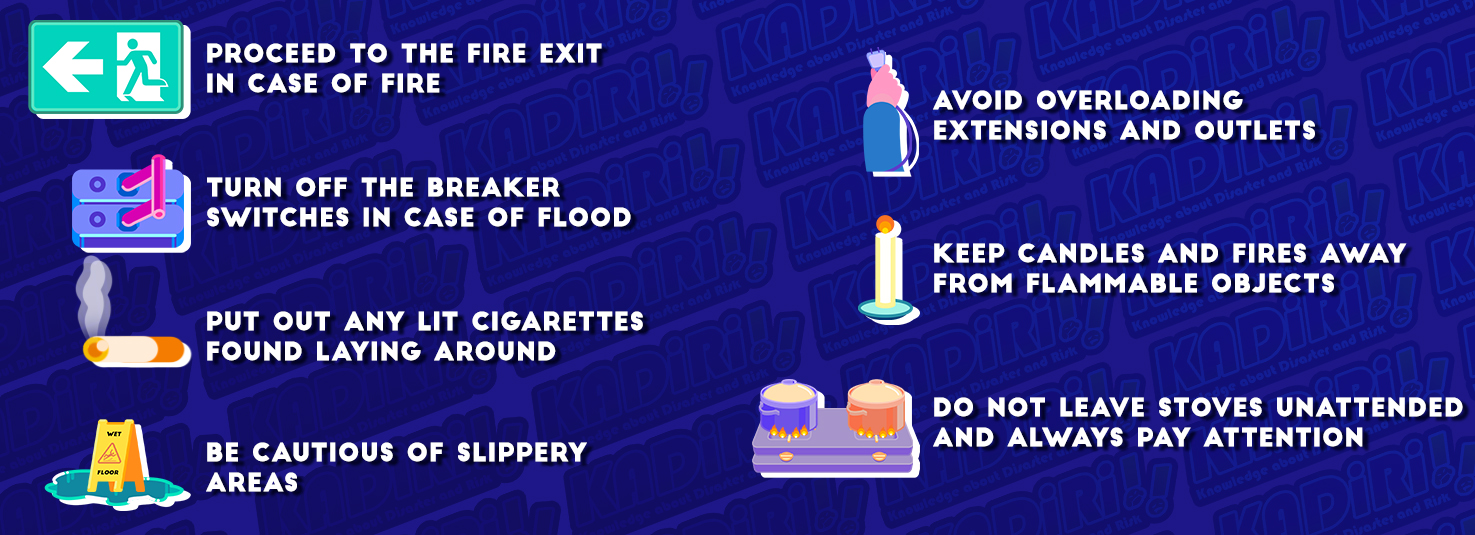 PROCEED TO THE FIRE EXIT
IN CASE OF FIRE
TURN OFF THE BREAKER
SWITCHES IN CASE OF FLOOD
PUT OUT ANY LIT CIGARETTES
FOUND LAYING AROUND
WET
FLOOR
BE CAUTIOUS OF SLIPPERY
AREAS
AVOID OVERLOADING
EXTENSIONS AND OUTLETS
KEEP CANDLES AND FIRES AWAY
FROM FLAMMABLE OBJECTS
DO NOT LEAVE STOVES UNATTENDED
AND ALWAYS PAY ATTENTION
KADiRi!!
Knowledge about Disaster and Risk